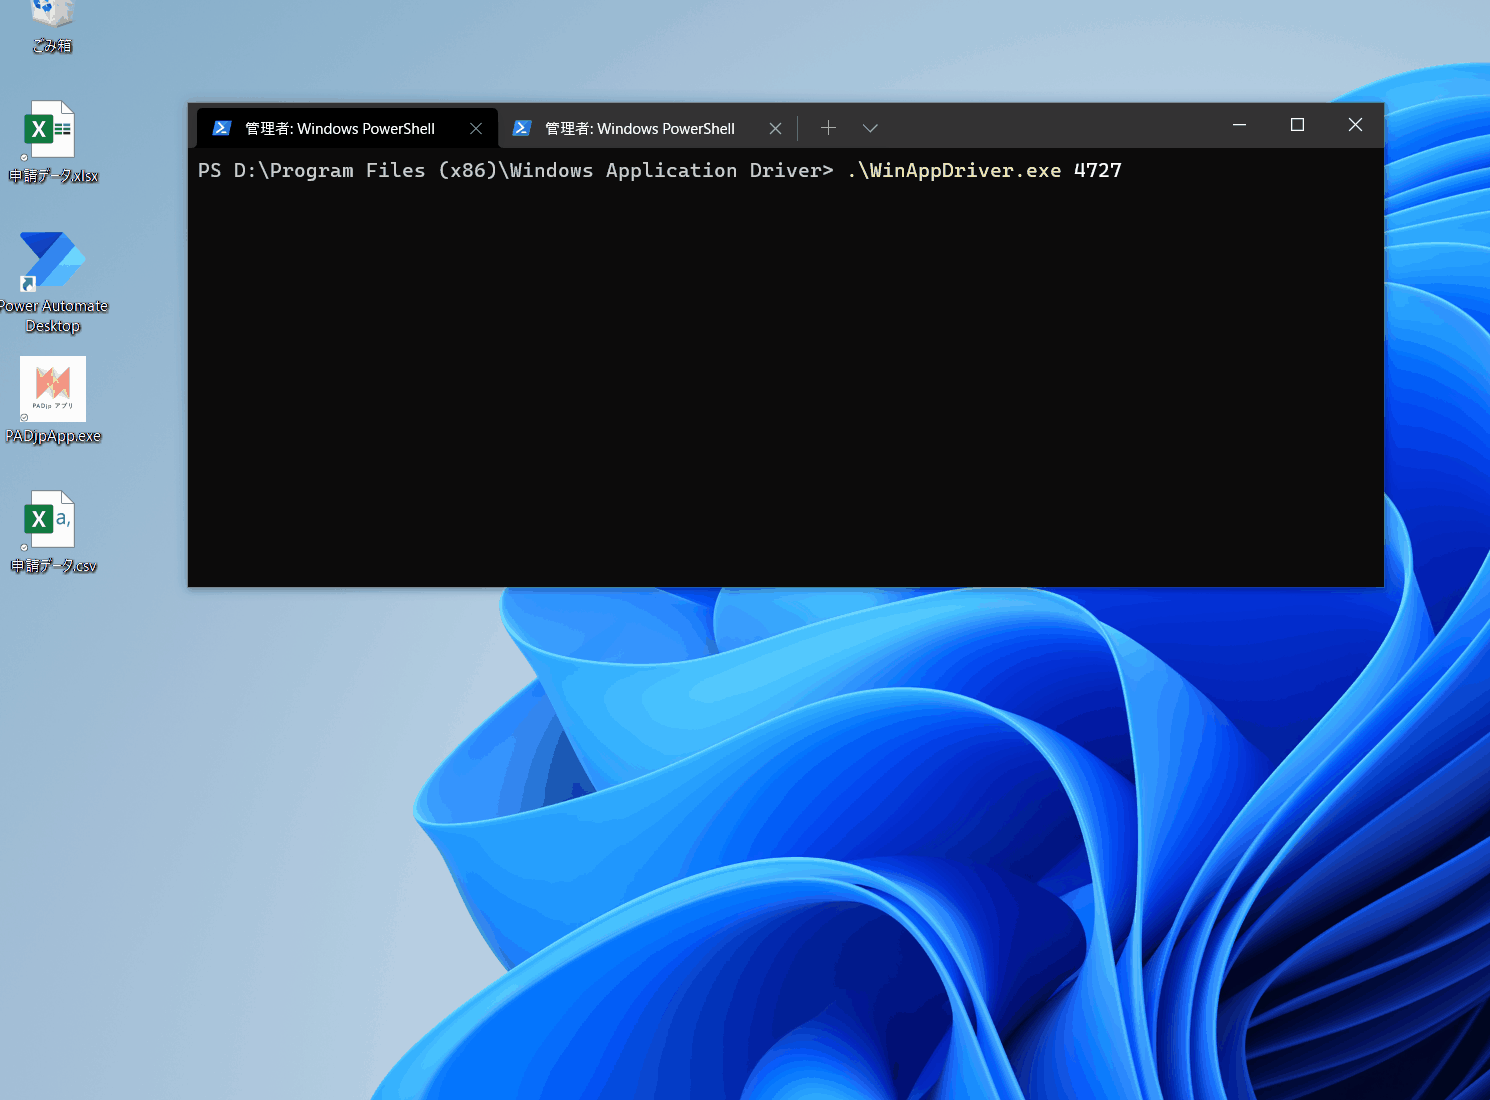 ごみ箱
申請データ.xlsx
Power Automate
Desktop
PADjp アプリ
PADjpApp.exe
a,
申請データ.csv
管理者: Windows PowerShell
管理者: Windows PowerShell
PS D:\Program Files (x86)\Windows Application Driver> .\WinAppDriver.exe 4727